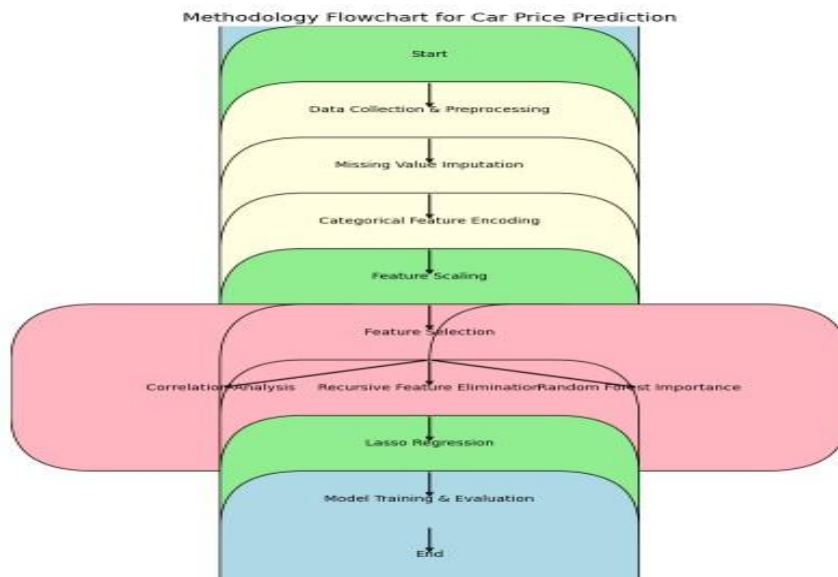 Methodology Flowchart for Car Price Prediction
Start
Data Collection & Preprocessing
Missing Value Imputation
Categorical Feature Encoding
Feature Scaling
Feature Selection
Correlation Analysis
Recursive Feature Elimination
Random Forest Importance
Lasso Regression
Model Training & Evaluation
End